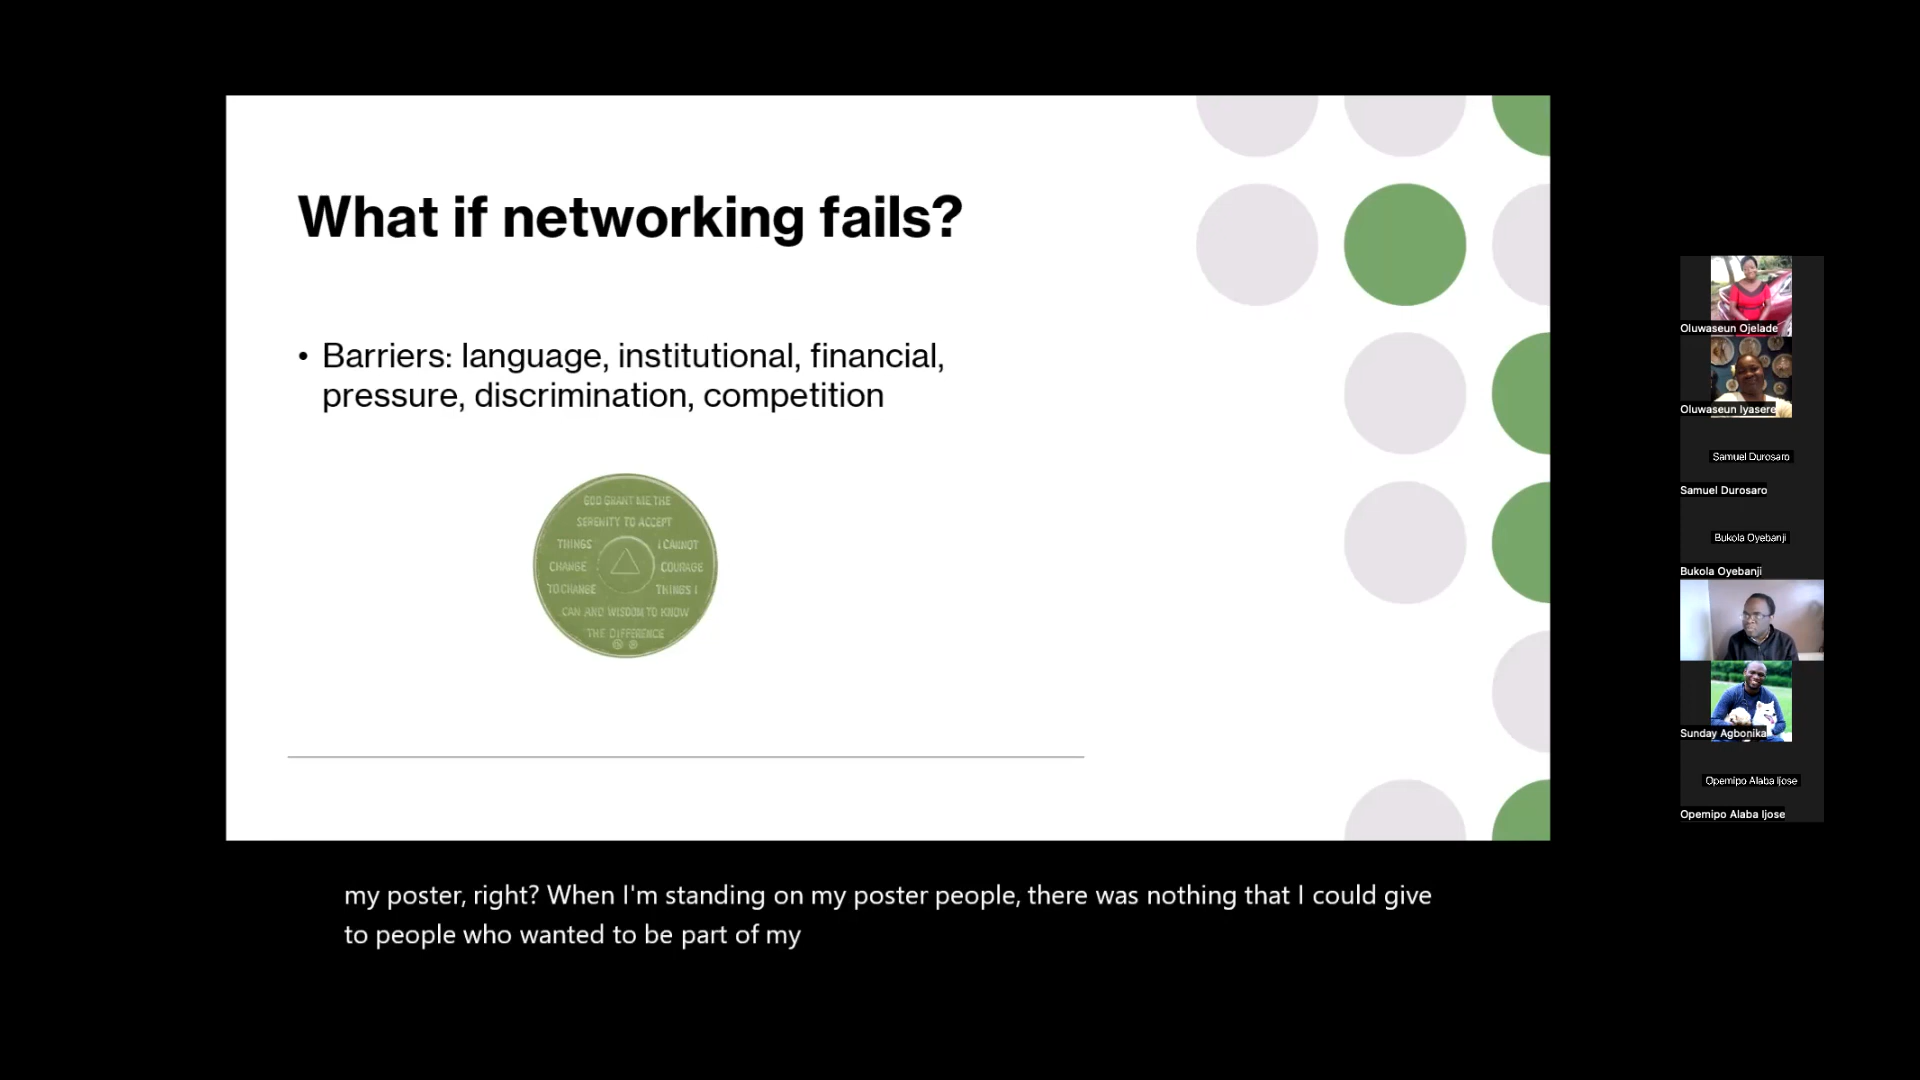 What if networking fails?
• Barriers: language, institutional, financial,
pressure, discrimination, competition
GOD GRANT ME THE
SERENITY TO ACCEPT
THINGS I CANNOT
CHANGE COURAGE
TO CHANGE THINGS I
CAN AND WISDOM TO KNOW
THE DIFFERENCE
Oluwaseun Ojelade
Oluwaseun Iyasere
Samuel Durosaro
Samuel Durosaro
Bukola Oyebanji
Bukola Oyebanji
Sunday Agbonika
Opemipo Alaba Ijose
Opemipo Alaba Ijose
my poster, right? When I'm standing on my poster people, there was nothing that I could give
to people who wanted to be part of my